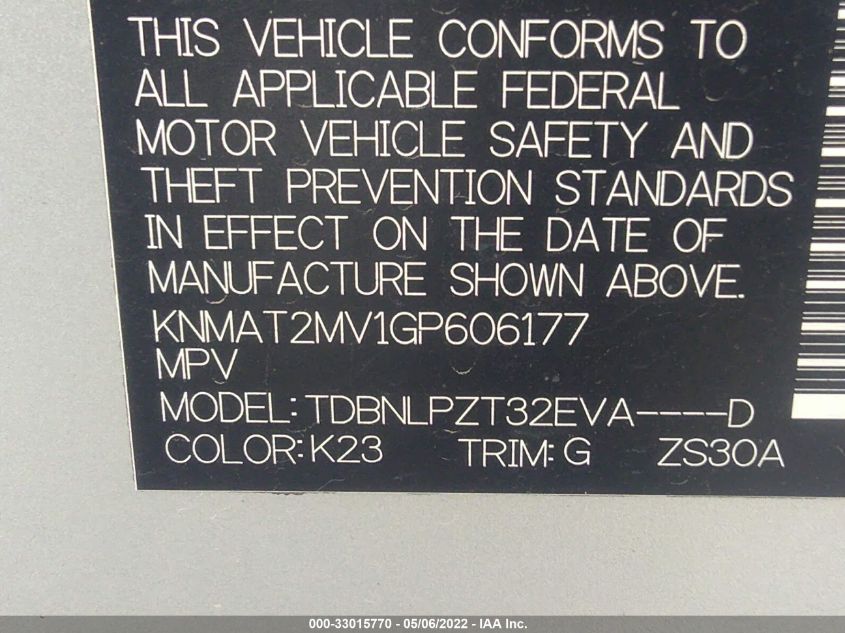 THIS VEHICLE CONFORMS TO
ALL APPLICABLE FEDERAL
MOTOR VEHICLE SAFETY AND
THEFT PREVENTION STANDARDS
IN EFFECT ON THE DATE OF
MANUFACTURE SHOWN ABOVE.
KNMAT2MV1GP606177
MPV
MODEL:TDBNLPZT32EVA----D
COLOR:K23 TRIM:G ZS30A
000-33015770 - 05/06/2022 - IAA Inc.